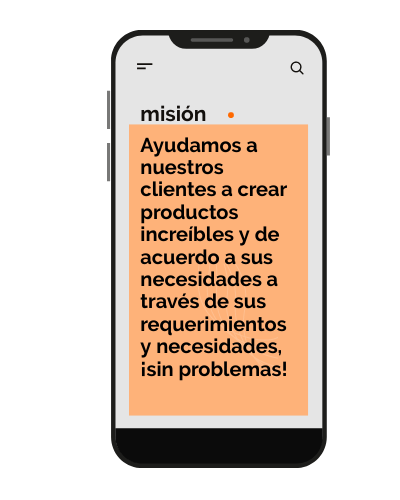 misión
Ayudamos a
nuestros
clientes a crear
productos
increíbles y de
acuerdo a sus
necesidades a
través de sus
requerimientos
y necesidades,
¡sin problemas!